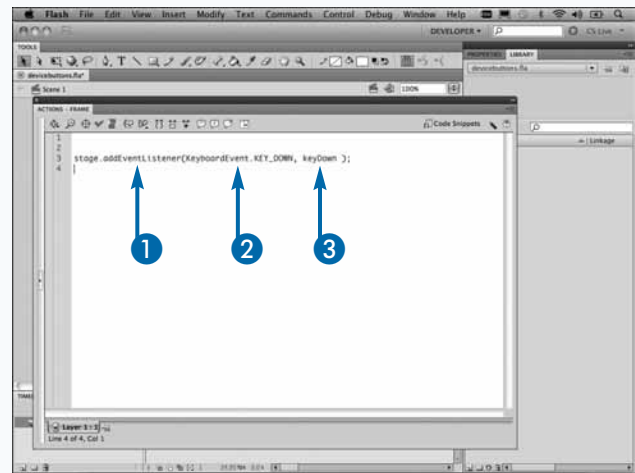 Flash File Edit View Insert Modify Text Commands Control Debug Window Help
DEVELOPER
CS Live
TOOLS
PROPERTIES LIBRARY
devicebuttons.fla*
devicebuttons.fla
Scene 1
100%
ACTIONS - FRAME
Code Snippets
Linkage
1
2
3 stage.addEventListener(KeyboardEvent.KEY_DOWN, keyDown );
4
1 2 3
Layer 1 : 1
Line 4 of 4, Col 1